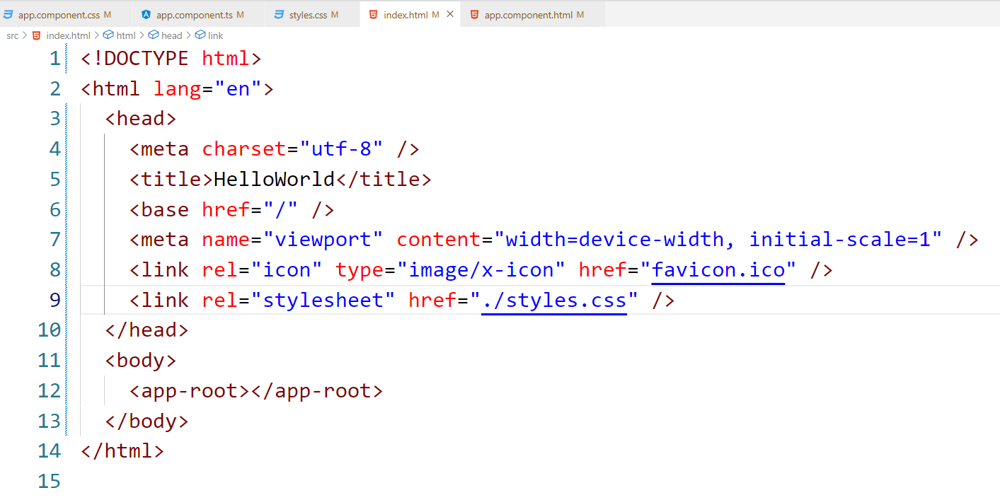 app.component.css M app.component.ts M styles.css M index.html M app.component.html M
src > index.html > html > head > link
1 <!DOCTYPE html>
2 <html lang="en">
3 <head>
4 <meta charset="utf-8" />
5 <title>HelloWorld</title>
6 <base href="/" />
7 <meta name="viewport" content="width=device-width, initial-scale=1" />
8 <link rel="icon" type="image/x-icon" href="favicon.ico" />
9 <link rel="stylesheet" href="./styles.css" />
10 </head>
11 <body>
12 <app-root></app-root>
13 </body>
14 </html>
15